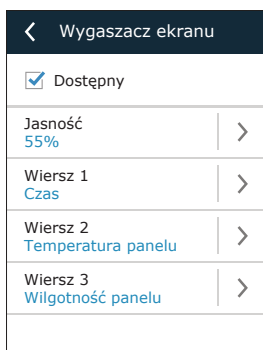 Wygaszacz ekranu
Dostępny
Jasność
55%
Wiersz 1
Czas
Wiersz 2
Temperatura panelu
Wiersz 3
Wilgotność panelu